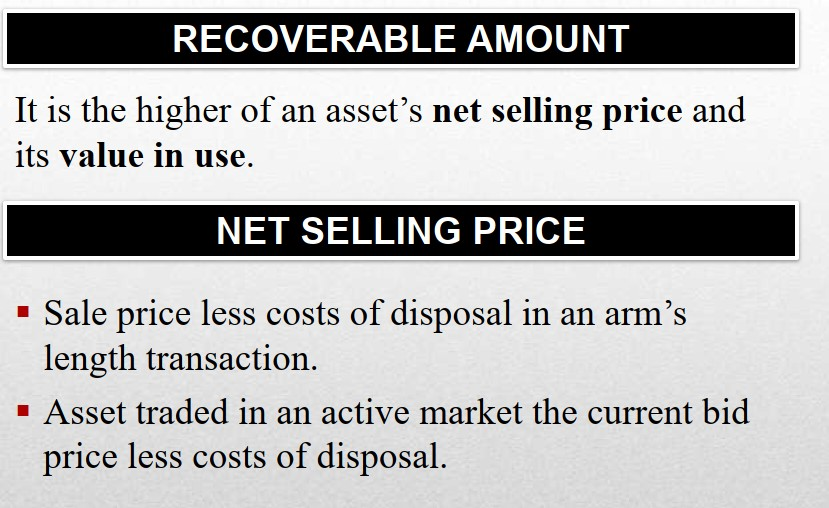 RECOVERABLE AMOUNT
It is the higher of an asset’s net selling price and
its value in use.
NET SELLING PRICE
▪ Sale price less costs of disposal in an arm’s
length transaction.
▪ Asset traded in an active market the current bid
price less costs of disposal.